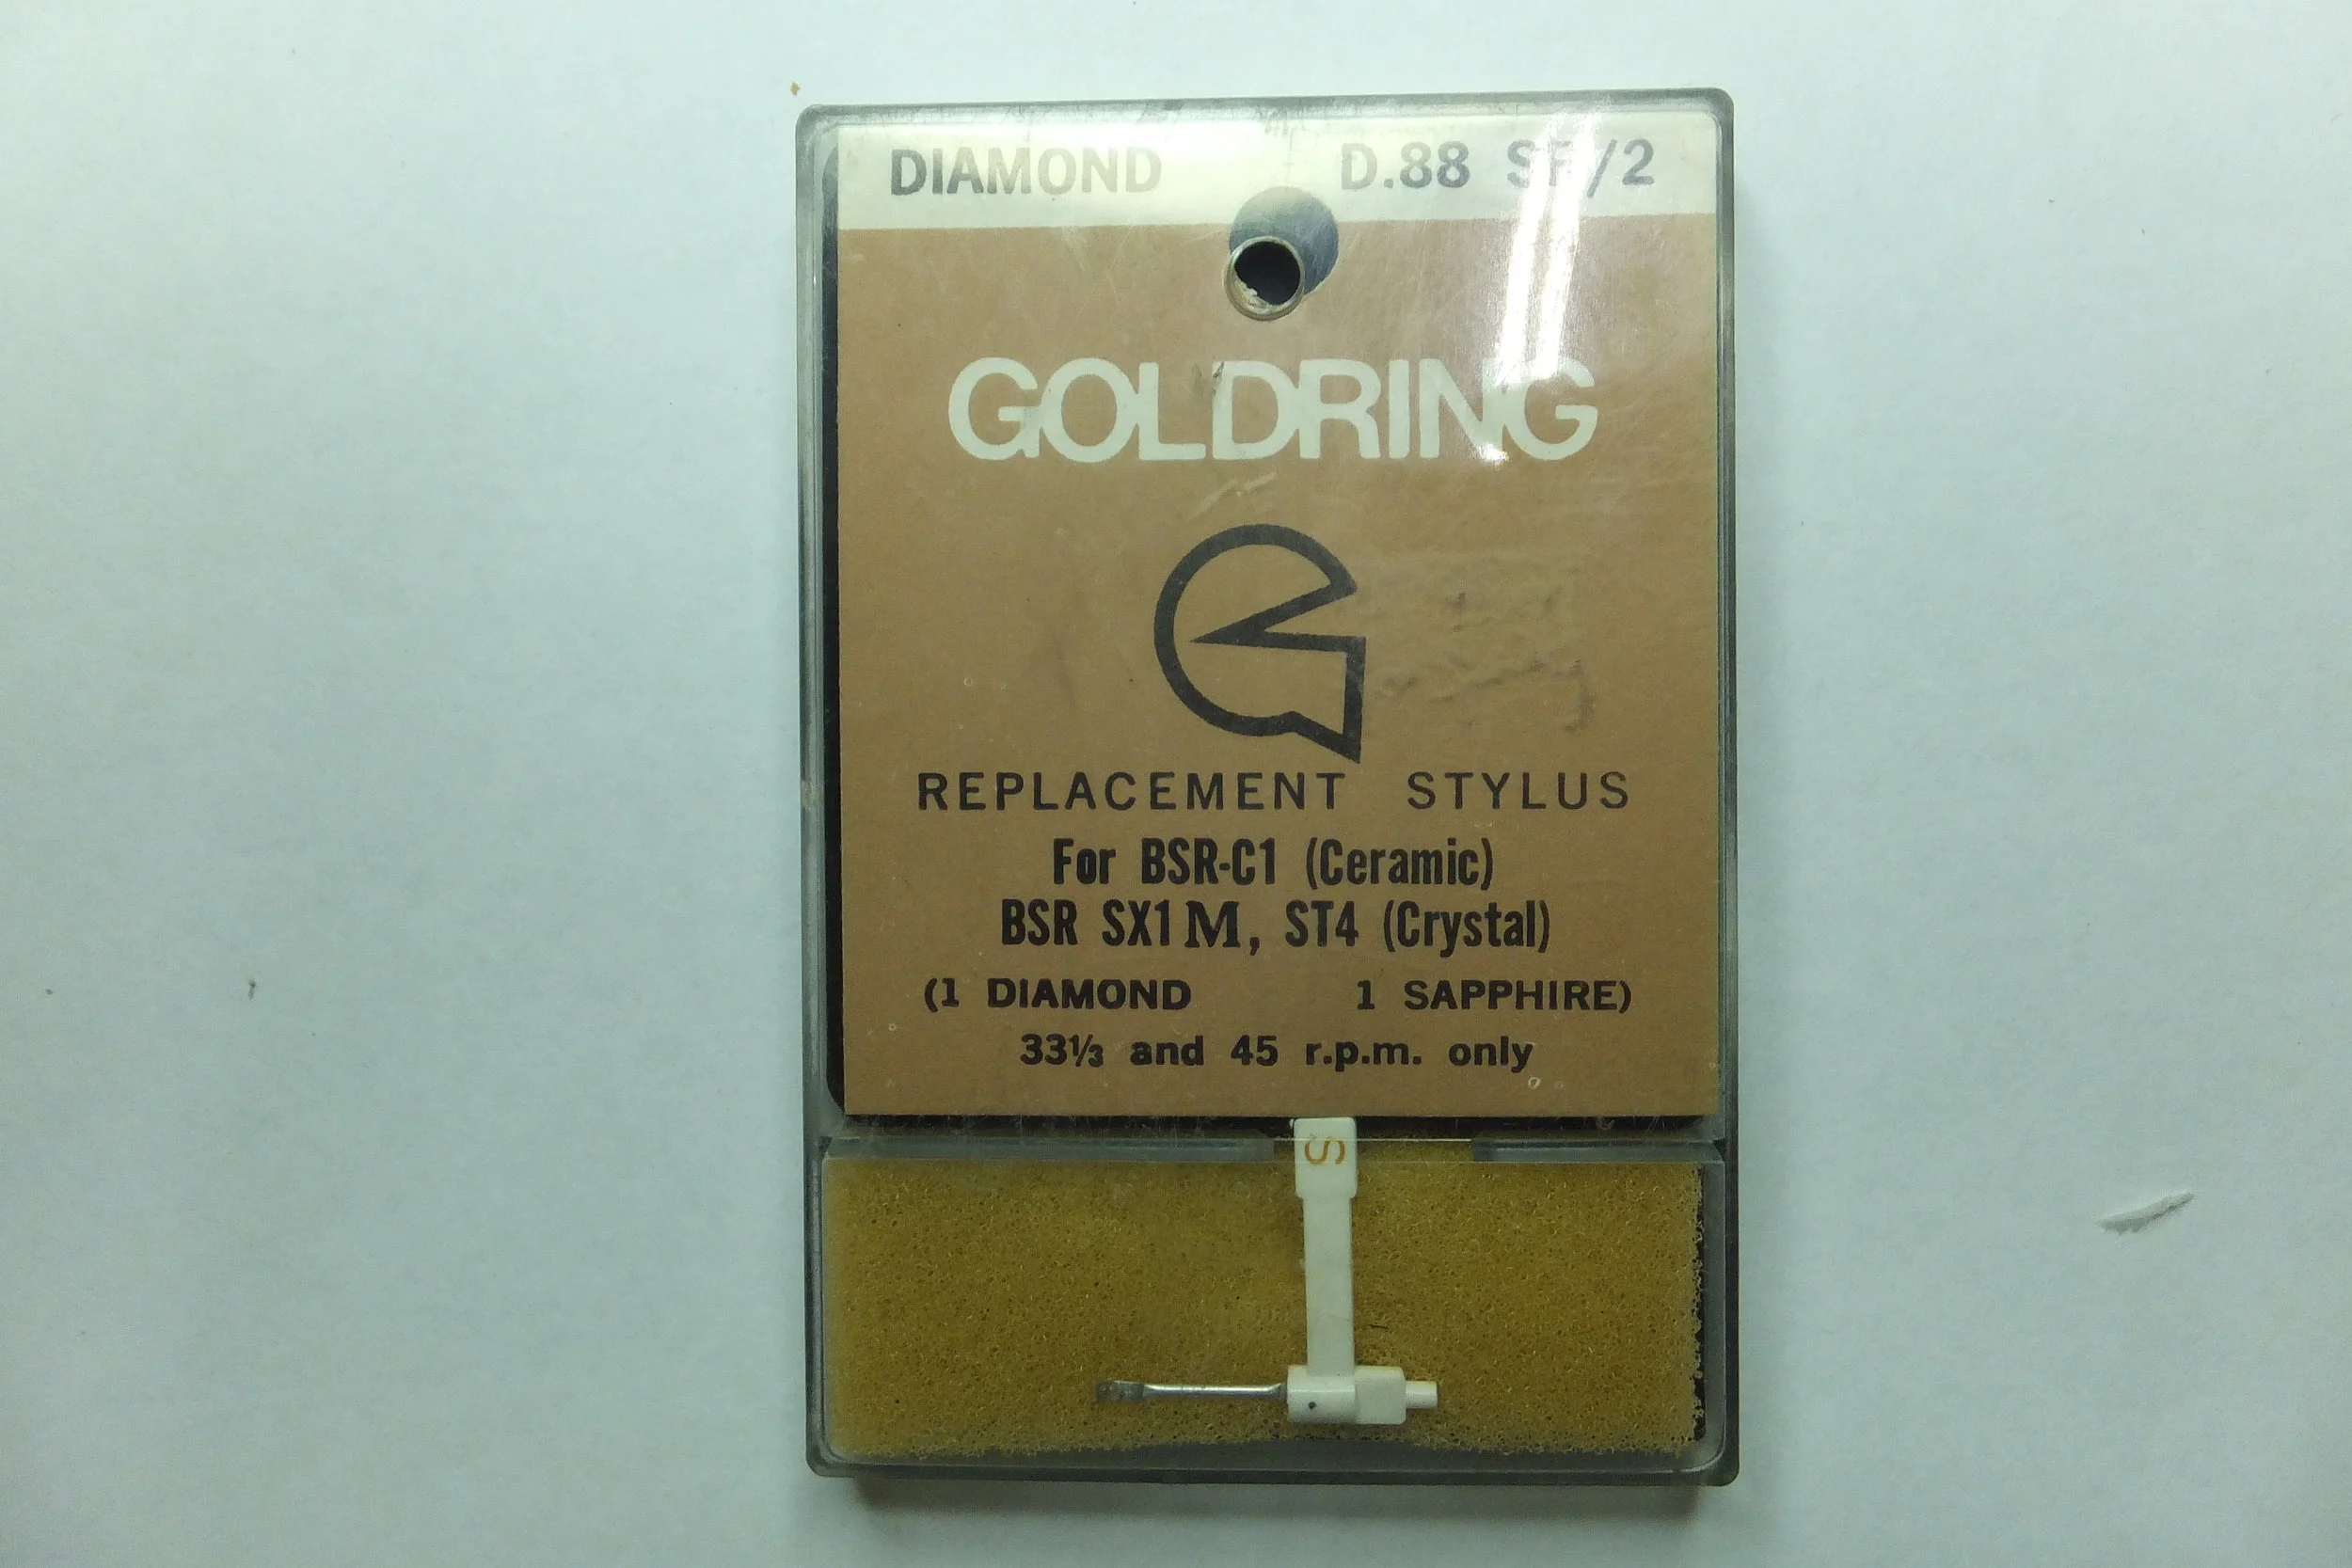 DIAMOND D.88 /2
GOLDRING
REPLACEMENT STYLUS
For BSR-C1 (Ceramic)
BSR SX1M, ST4 (Crystal)
(1 DIAMOND 1 SAPPHIRE)
33⅓ and 45 r.p.m. only
S